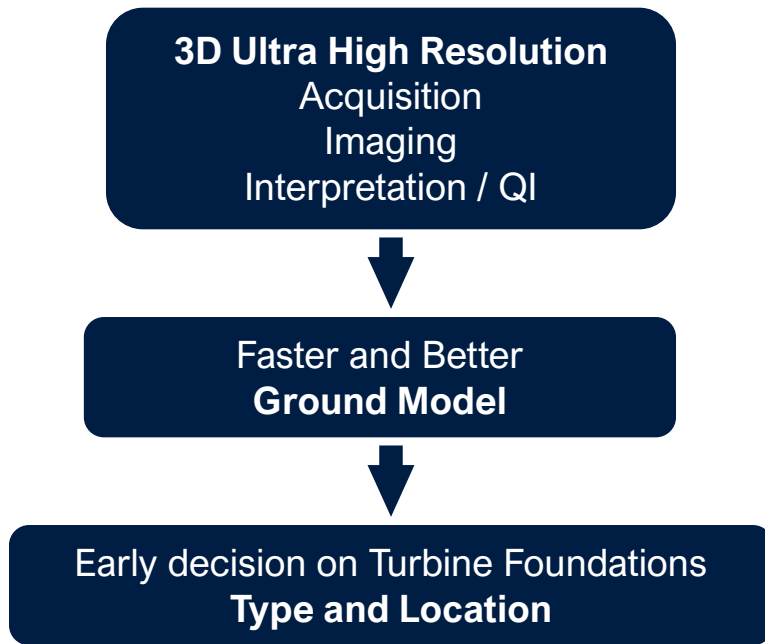 3D Ultra High Resolution
Acquisition
Imaging
Interpretation / QI
Faster and Better
Ground Model
Early decision on Turbine Foundations
Type and Location